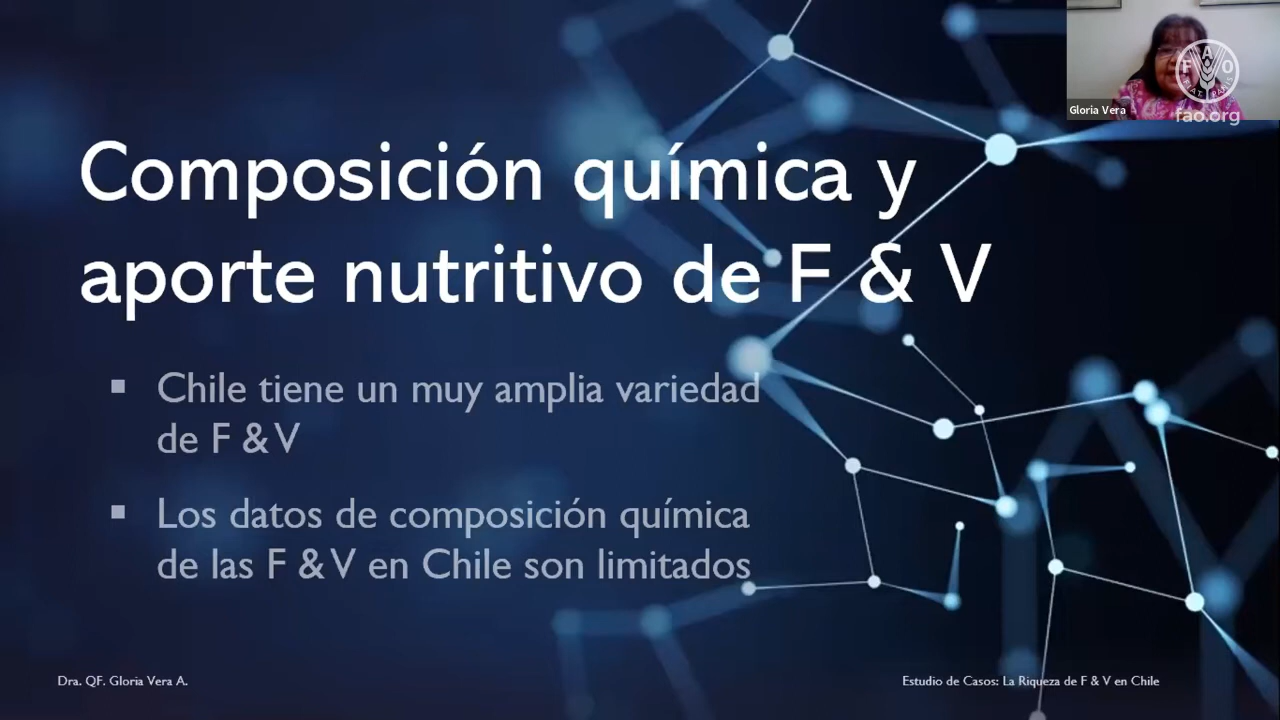 Composición química y
aporte nutritivo de F & V
▪ Chile tiene un muy amplia variedad
de F & V
▪ Los datos de composición química
de las F & V en Chile son limitados
Dra. QF. Gloria Vera A.
Estudio de Casos: La Riqueza de F & V en Chile
Gloria Vera
F A O
FIAT PANIS
fao.org